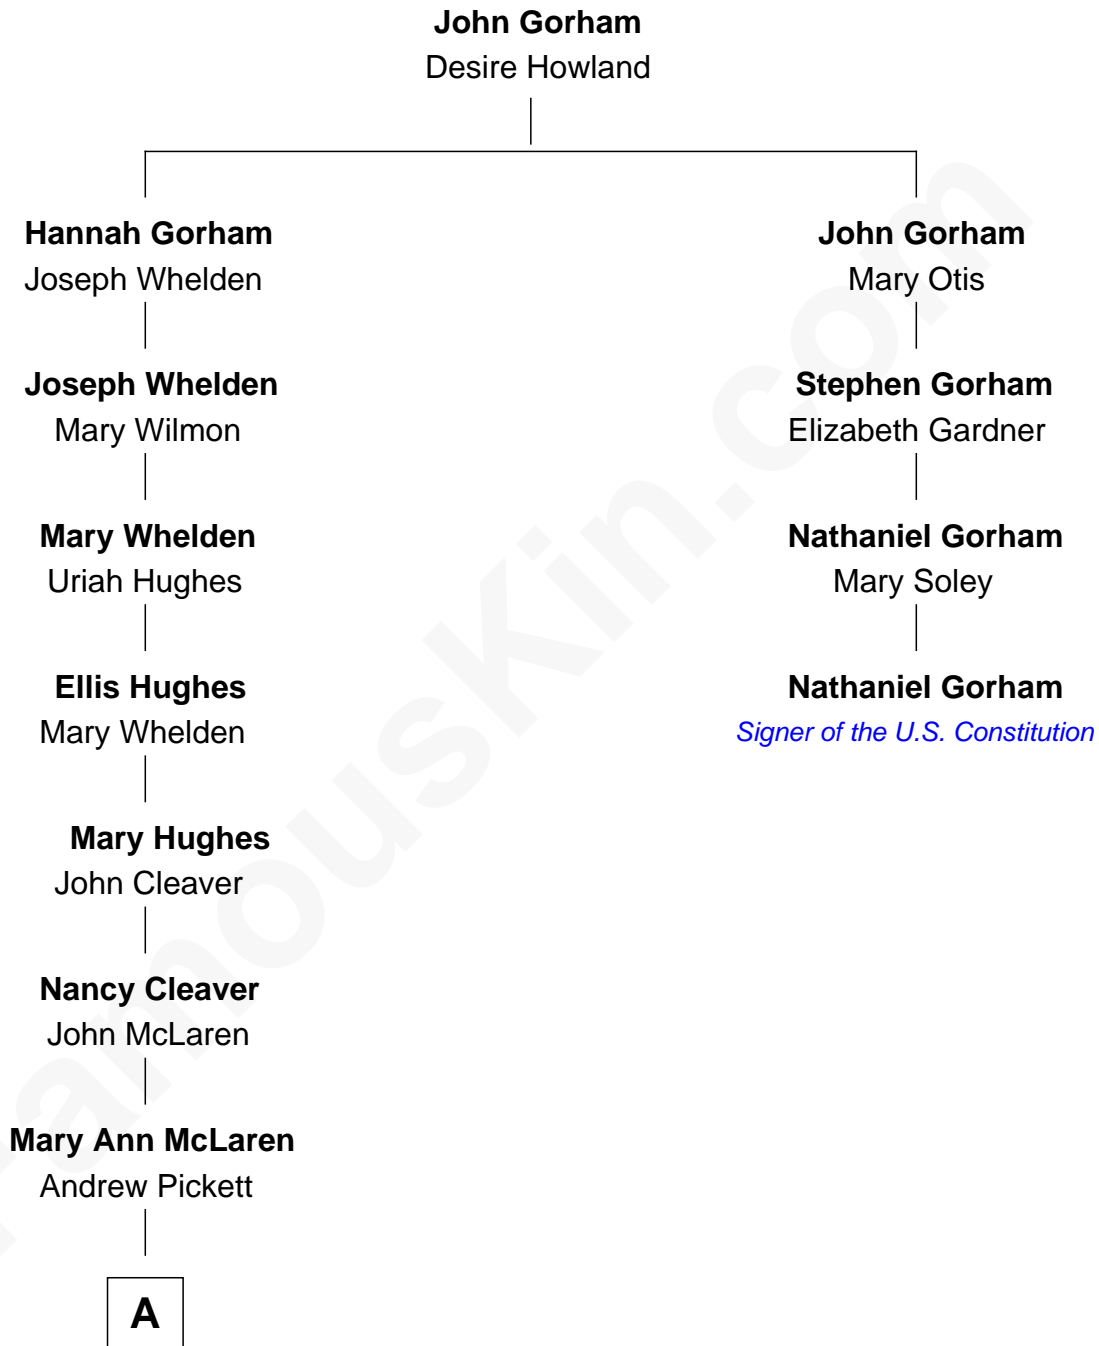 John Gorham
Desire Howland
Hannah Gorham
Joseph Whelden
John Gorham
Mary Otis
Joseph Whelden
Mary Wilmon
Stephen Gorham
Elizabeth Gardner
Mary Whelden
Uriah Hughes
Nathaniel Gorham
Mary Soley
Ellis Hughes
Mary Whelden
Nathaniel Gorham
Signer of the U.S. Constitution
Mary Hughes
John Cleaver
Nancy Cleaver
John McLaren
Mary Ann McLaren
Andrew Pickett
A
FamousKin.com